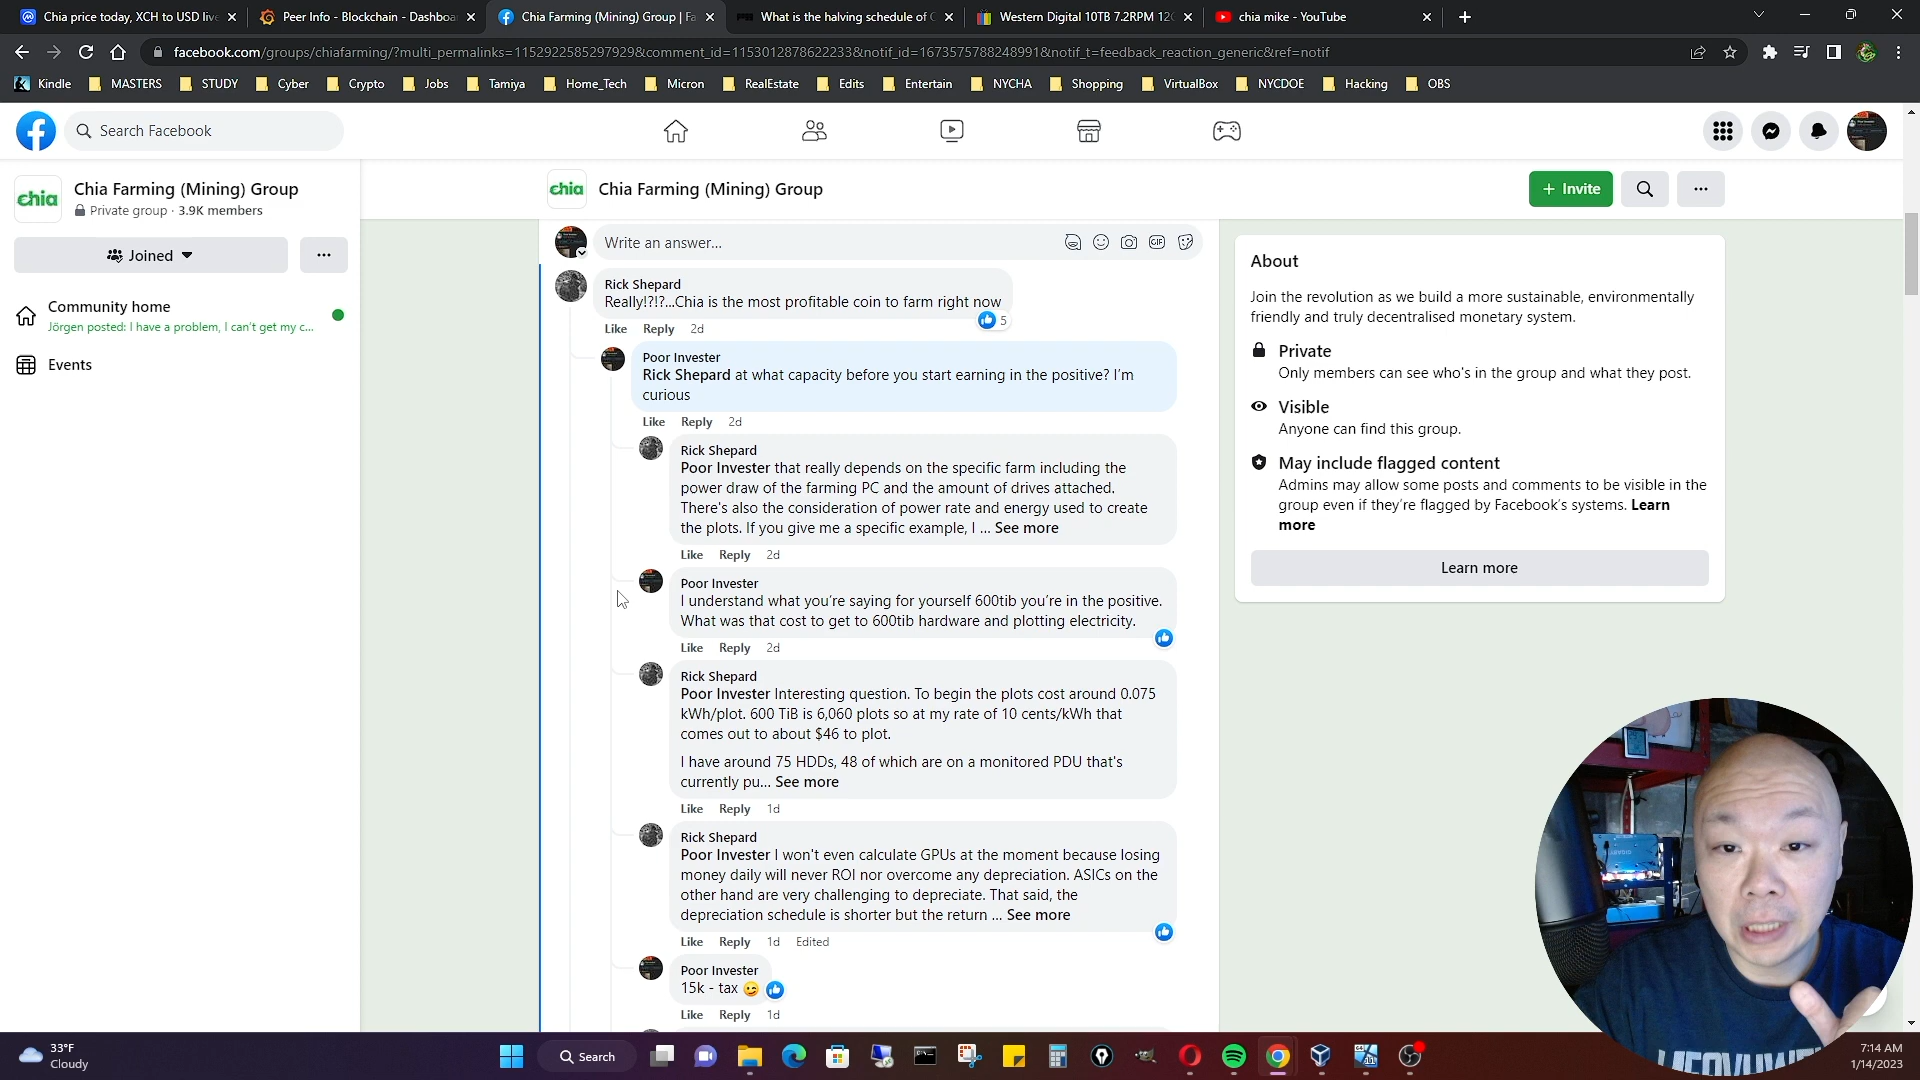 Chia price today, XCH to USD live
Peer Info - Blockchain - Dashboa
Chia Farming (Mining) Group | Fa
What is the halving schedule of C
Western Digital 10TB 7.2RPM 12G
chia mike - YouTube
facebook.com/groups/chiafarming/?multi_permalinks=1152922585297929&comment_id=1153012878622233&notif_id=1673575788248991&notif_t=feedback_reaction_generic&ref=notif
Kindle MASTERS STUDY Cyber Crypto Jobs Tamiya Home_Tech Micron RealEstate Edits Entertain NYCHA Shopping VirtualBox NYCDOE Hacking OBS
Search Facebook
chia
Chia Farming (Mining) Group
Private group · 3.9K members
Joined
Community home
Jörgen posted: I have a problem, I can't get my c...
Events
chia
Chia Farming (Mining) Group
+ Invite
Write an answer...
GIF
Rick Shepard
Really!?!?...Chia is the most profitable coin to farm right now
5
Like Reply 2d
Poor Invester
Rick Shepard at what capacity before you start earning in the positive? I'm
curious
Like Reply 2d
Rick Shepard
Poor Invester that really depends on the specific farm including the
power draw of the farming PC and the amount of drives attached.
There's also the consideration of power rate and energy used to create
the plots. If you give me a specific example, I ... See more
Like Reply 2d
Poor Invester
I understand what you're saying for yourself 600tib you're in the positive.
What was that cost to get to 600tib hardware and plotting electricity.
Like Reply 2d
Rick Shepard
Poor Invester Interesting question. To begin the plots cost around 0.075
kWh/plot. 600 TiB is 6,060 plots so at my rate of 10 cents/kWh that
comes out to about $46 to plot.
I have around 75 HDDs, 48 of which are on a monitored PDU that's
currently pu... See more
Like Reply 1d
Rick Shepard
Poor Invester I won't even calculate GPUs at the moment because losing
money daily will never ROI nor overcome any depreciation. ASICs on the
other hand are very challenging to depreciate. That said, the
depreciation schedule is shorter but the return ... See more
Like Reply 1d Edited
Poor Invester
15k - tax 😉
Like Reply 1d
About
Join the revolution as we build a more sustainable, environmentally
friendly and truly decentralised monetary system.
Private
Only members can see who's in the group and what they post.
Visible
Anyone can find this group.
May include flagged content
Admins may allow some posts and comments to be visible in the
group even if they're flagged by Facebook's systems. Learn
more
Learn more
33°F
Cloudy
Search
7:14 AM
1/14/2023